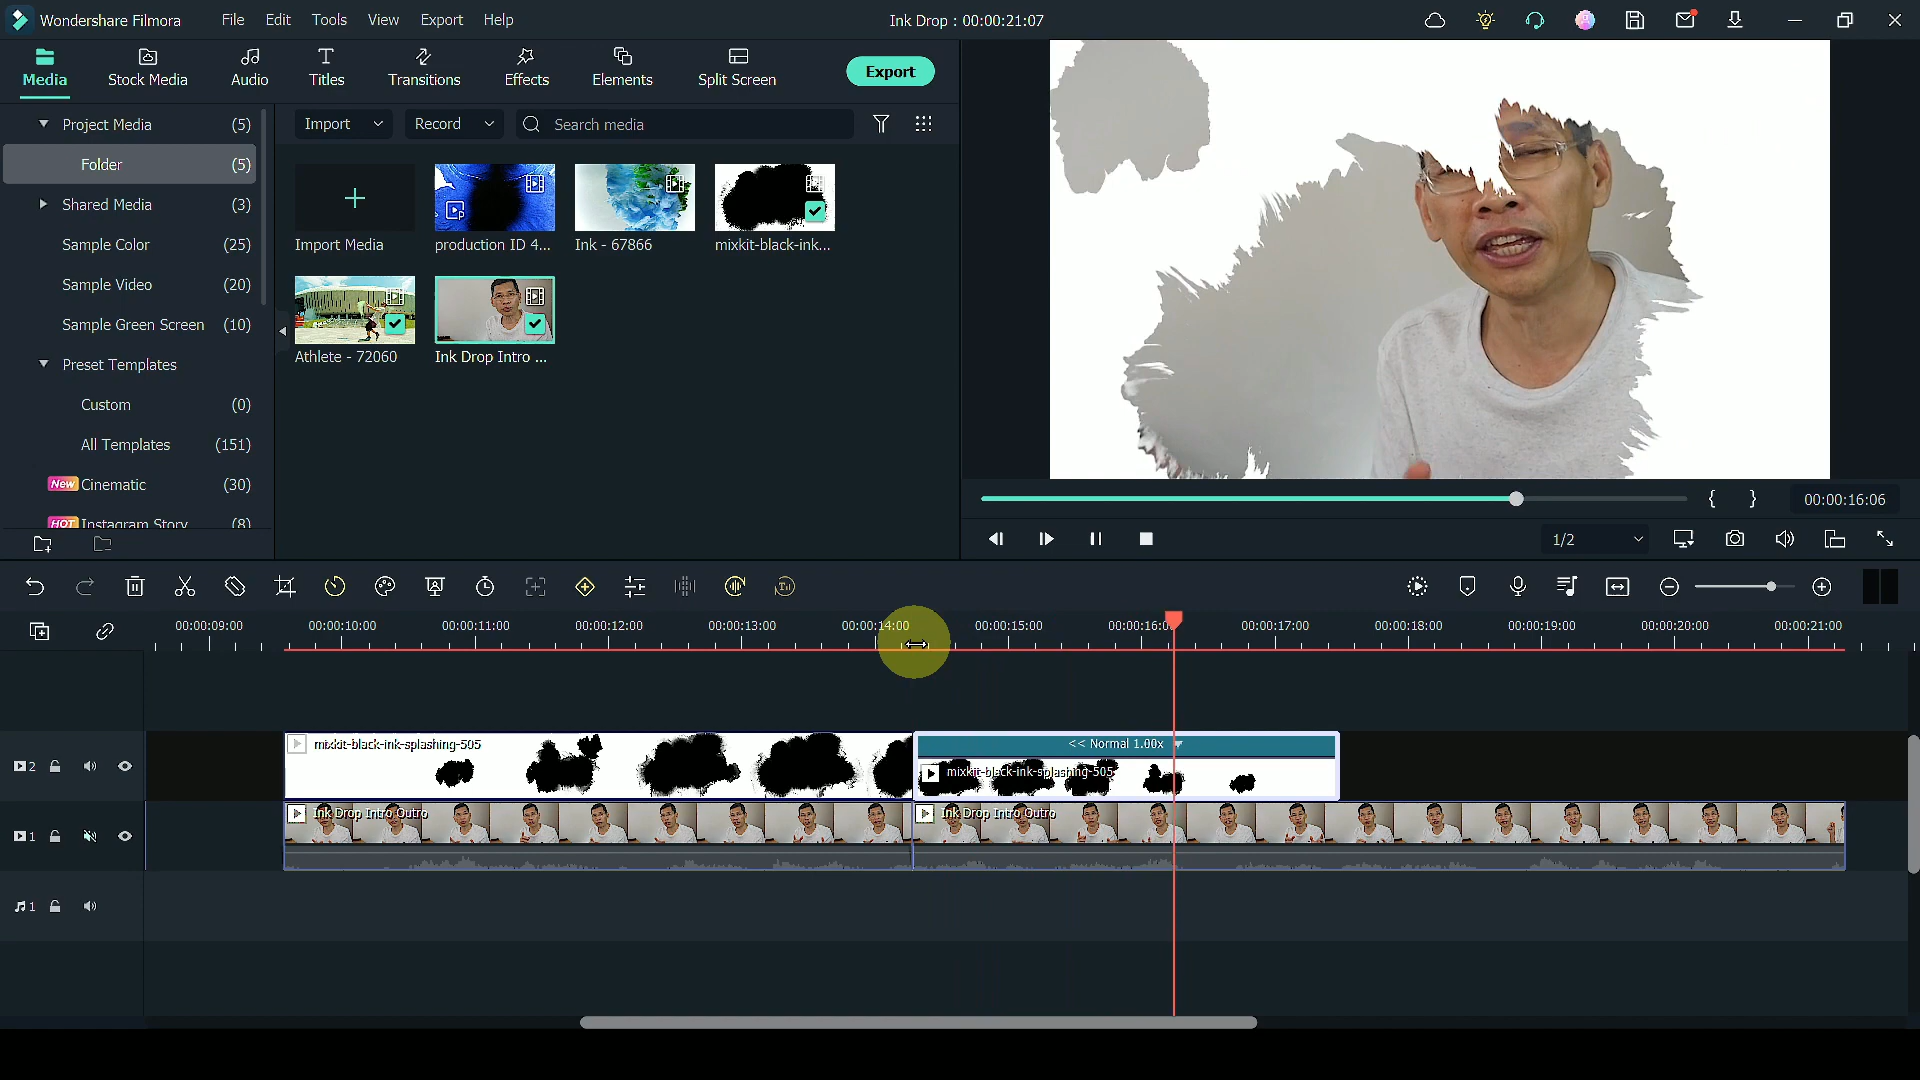 Wondershare Filmora
File Edit Tools View Export Help
Ink Drop : 00:00:21:07
Media Stock Media Audio Titles Transitions Effects Elements Split Screen
Export
Project Media (5)
Folder (5)
Shared Media (3)
Sample Color (25)
Sample Video (20)
Sample Green Screen (10)
Preset Templates
Custom (0)
All Templates (151)
New Cinematic (30)
HOT Instagram Story (8)
Import Record Search media
Import Media production ID 4... Ink - 67866 mixkit-black-ink...
Athlete - 72060 Ink Drop Intro ...
00:00:16:06
1/2
00:00:09:00 00:00:10:00 00:00:11:00 00:00:12:00 00:00:13:00 00:00:14:00 00:00:15:00 00:00:16:0 00:00:17:00 00:00:18:00 00:00:19:00 00:00:20:00 00:00:21:00
2
mixkit-black-ink-splashing-505
<< Normal 1.00x
mixkit-black-ink-splashing-505
1
Ink Drop Intro Outro
Ink Drop Intro Outro
1